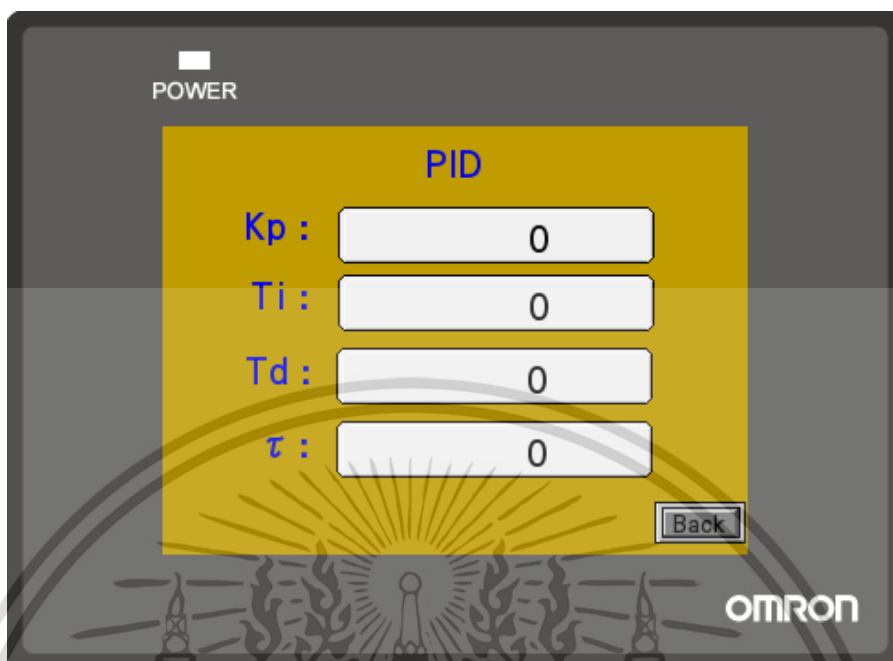 POWER
PID
Kp : 0
Ti : 0
Td : 0
τ : 0
Back
OMRON